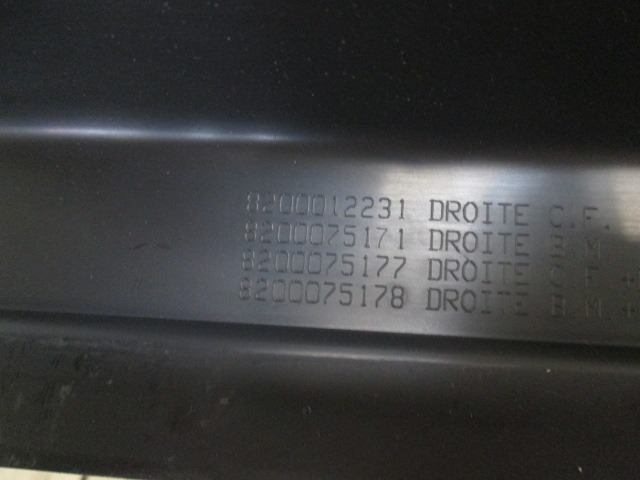 8200012231 DROITE C.F.
8200075171 DROITE B.M
8200075177 DROITE C.F.+
8200075178 DROITE B.M.+